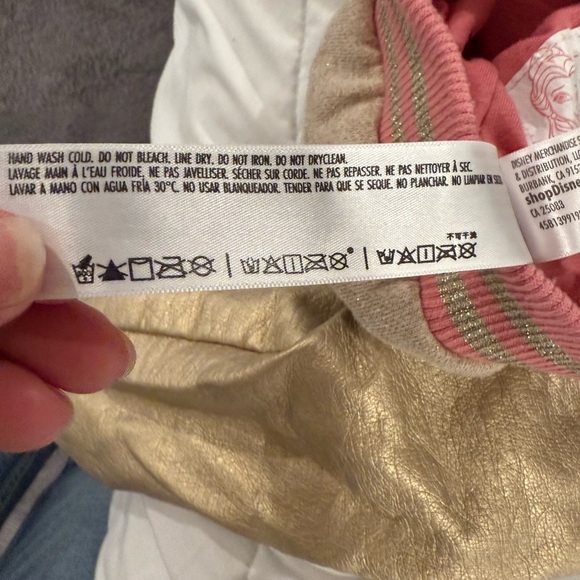 HAND WASH COLD. DO NOT BLEACH. LINE DRY. DO NOT IRON. DO NOT DRYCLEAN.
LAVAGE MAIN À L'EAU FROIDE. NE PAS JAVELLISER. SÉCHER SUR CORDE. NE PAS REPASSER. NE PAS NETTOYER À SEC.
LAVAR A MANO CON AGUA FRÍA 30°C. NO USAR BLANQUEADOR. TENDER PARA QUE SE SEQUE. NO PLANCHAR. NO LIMPIAR EN SECO.
不可干洗
DISNEY MERCHANDISE
& DISTRIBUTION,
BURBANK, CA
shopDisn
CA 25083
458139919